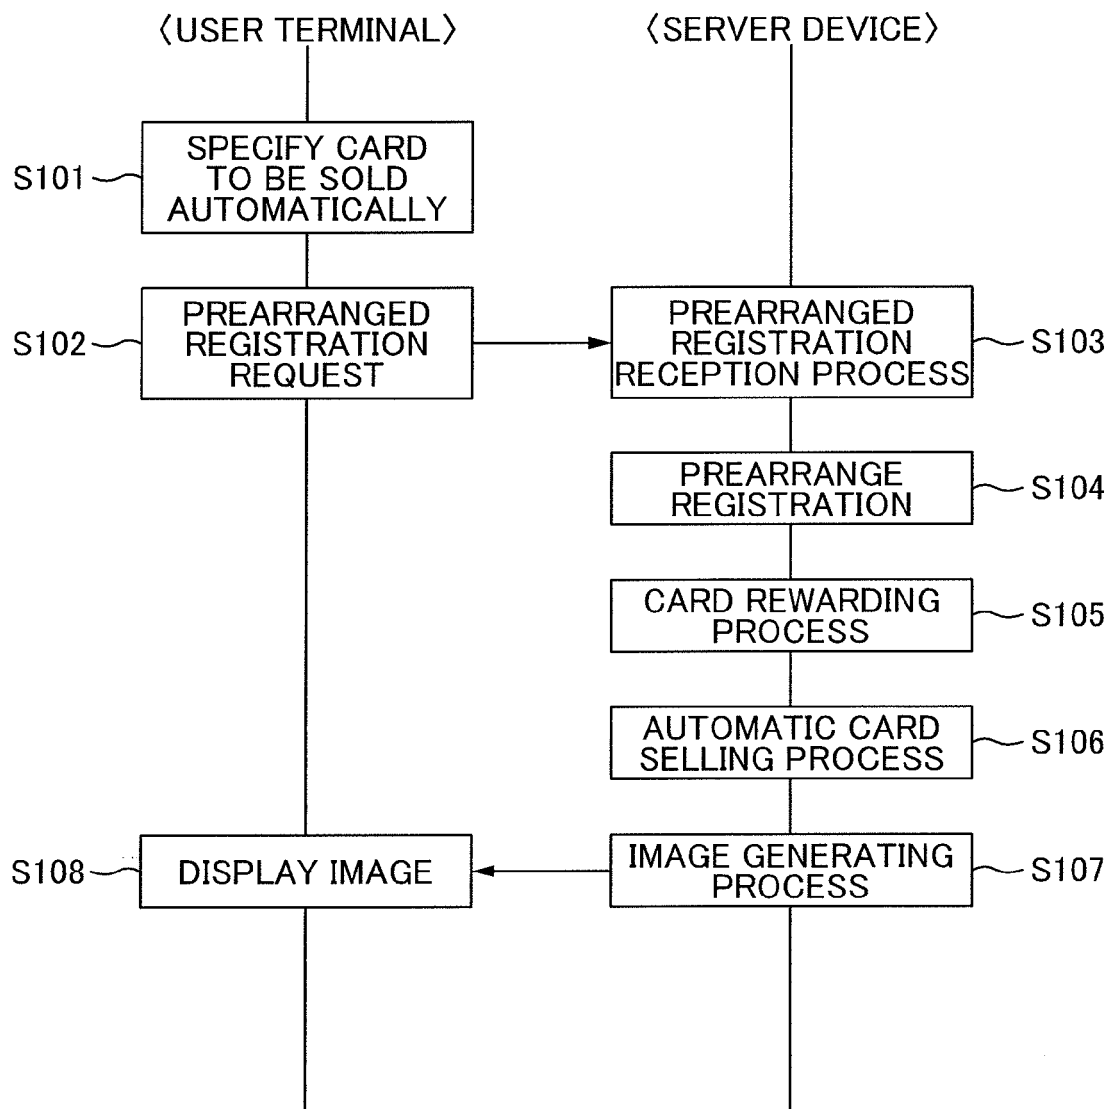 〈USER TERMINAL〉
〈SERVER DEVICE〉
S101
SPECIFY CARD
TO BE SOLD
AUTOMATICALLY
S102
PREARRANGED
REGISTRATION
REQUEST
PREARRANGED
REGISTRATION
RECEPTION PROCESS
S103
PREARRANGE
REGISTRATION
S104
CARD REWARDING
PROCESS
S105
AUTOMATIC CARD
SELLING PROCESS
S106
S108
DISPLAY IMAGE
IMAGE GENERATING
PROCESS
S107